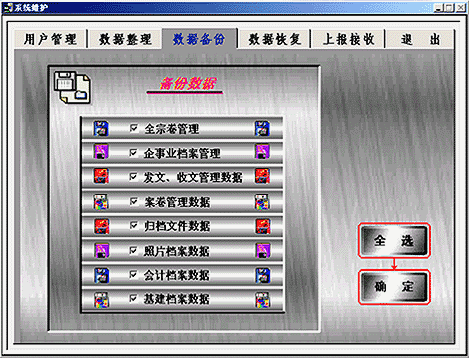 系统维护
用户管理 数据整理 数据备份 数据恢复 上报接收 退 出
备份数据
全宗卷管理
企事业档案管理
发文、收文管理数据
案卷管理数据
归档文件数据
照片档案数据
会计档案数据
基建档案数据
全 选
确 定